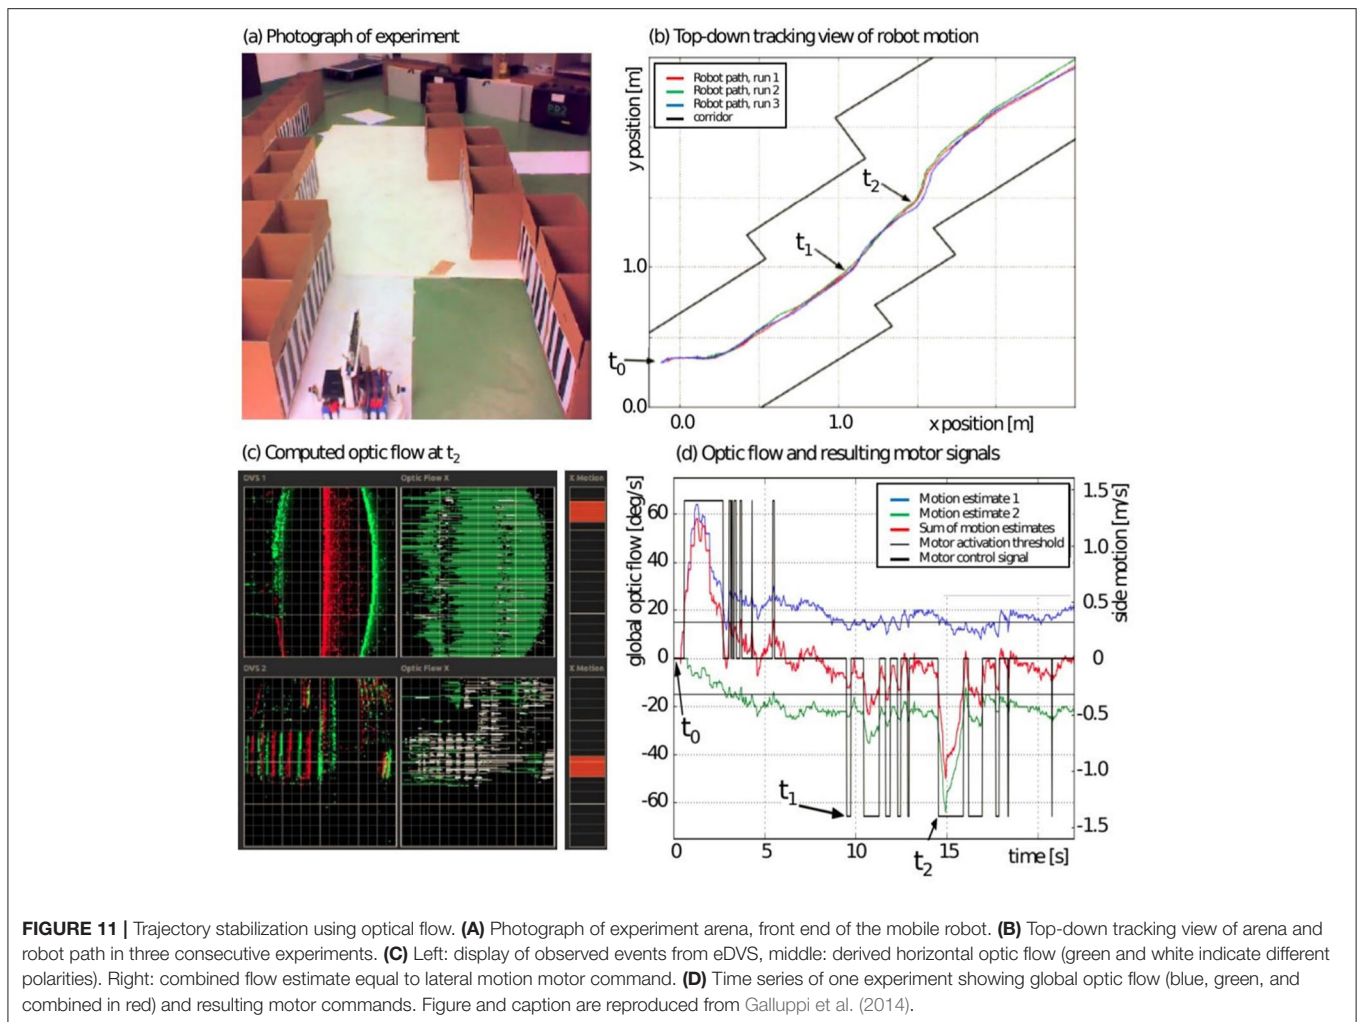 (a) Photograph of experiment
PR2
(b) Top-down tracking view of robot motion
y position [m]
Robot path, run 1
Robot path, run 2
Robot path, run 3
corridor
t2
t1
1.0
t0
0.0
0.0
1.0
x position [m]
(c) Computed optic flow at t2
DVS 1
Optic Flow X
X Motion
DVS 2
Optic Flow X
X Motion
(d) Optic flow and resulting motor signals
global optic flow [deg/s]
60
40
20
0
-20
-40
-60
Motion estimate 1
Motion estimate 2
Sum of motion estimates
Motor activation threshold
Motor control signal
1.5
1.0
0.5
0
-0.5
-1.0
-1.5
side motion [m/s]
t0
t1
t2
0
5
10
15
time [s]
FIGURE 11 | Trajectory stabilization using optical flow. (A) Photograph of experiment arena, front end of the mobile robot. (B) Top-down tracking view of arena and
robot path in three consecutive experiments. (C) Left: display of observed events from eDVS, middle: derived horizontal optic flow (green and white indicate different
polarities). Right: combined flow estimate equal to lateral motion motor command. (D) Time series of one experiment showing global optic flow (blue, green, and
combined in red) and resulting motor commands. Figure and caption are reproduced from Galluppi et al. (2014).